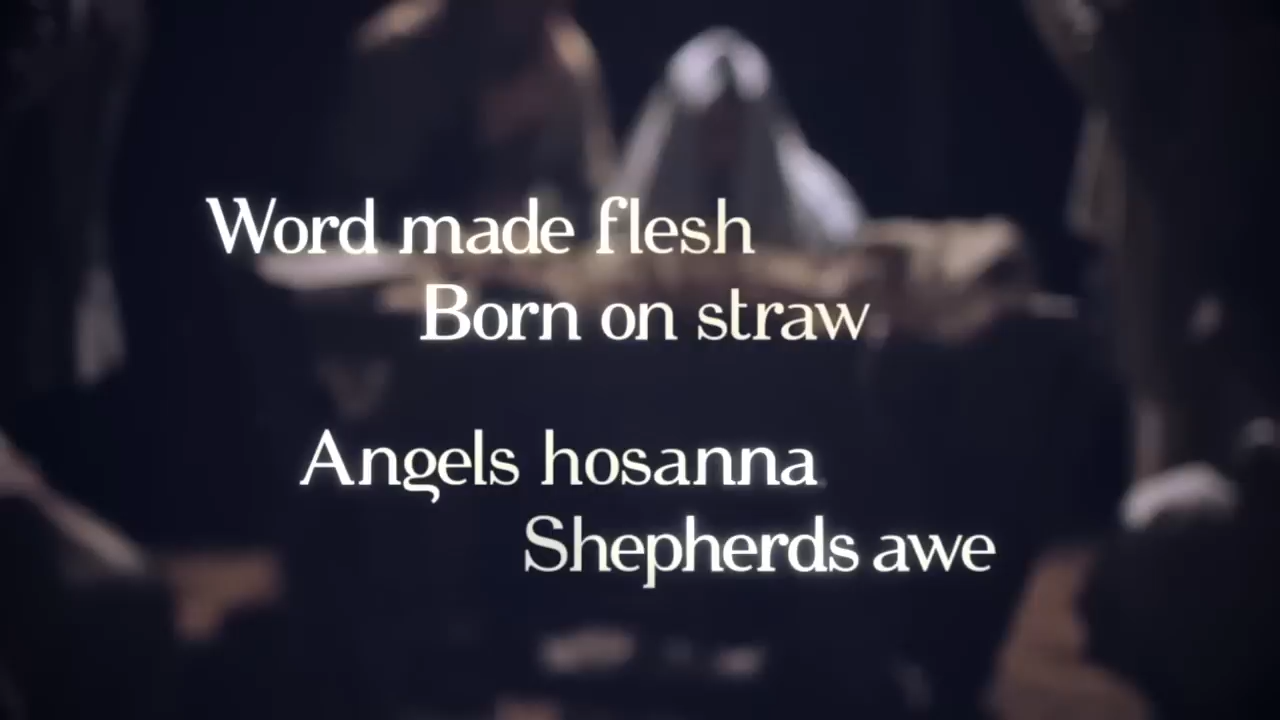 Word made flesh
Born on straw
Angels hosanna
Shepherds awe